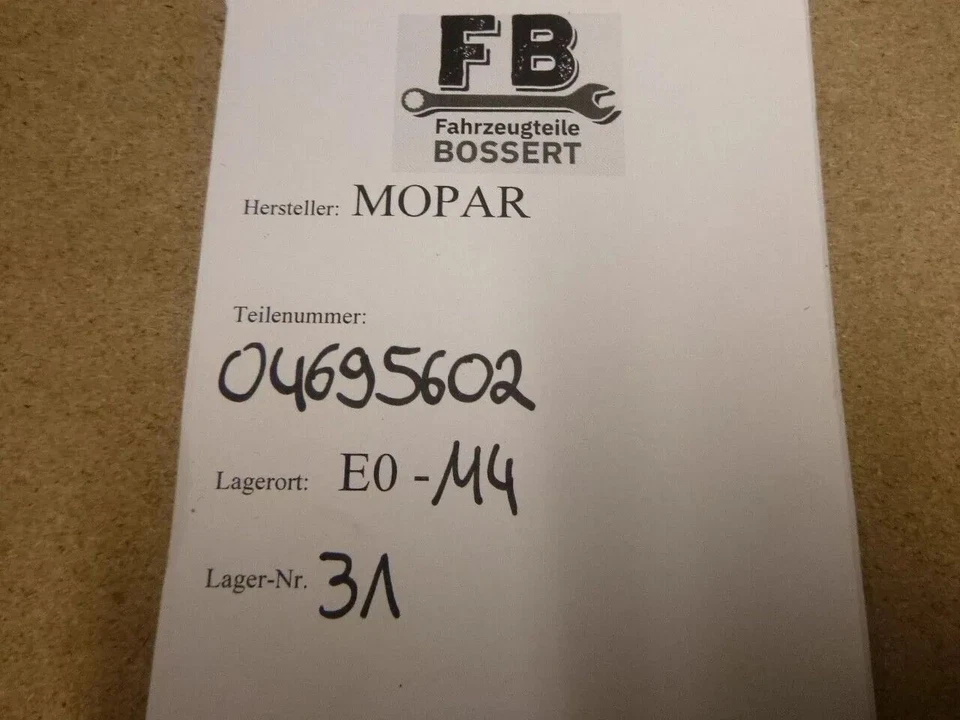 FB
Fahrzeugteile
BOSSERT
Hersteller: MOPAR
Teilenummer:
04695602
Lagerort: E0 - M4
Lager-Nr. 31